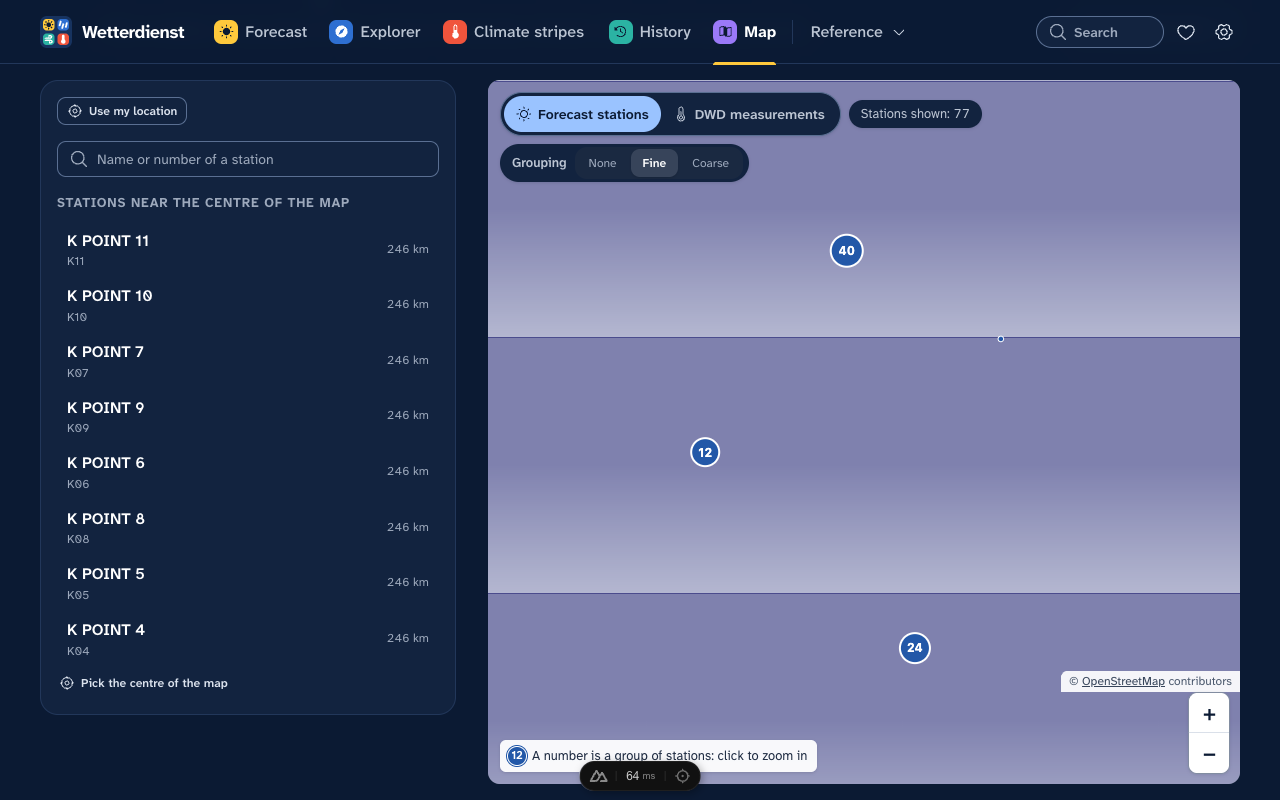 Wetterdienst
Forecast
Explorer
Climate stripes
History
Map
Reference
Search
Use my location
Name or number of a station
STATIONS NEAR THE CENTRE OF THE MAP
K POINT 11
K11
246 km
K POINT 10
K10
246 km
K POINT 7
K07
246 km
K POINT 9
K09
246 km
K POINT 6
K06
246 km
K POINT 8
K08
246 km
K POINT 5
K05
246 km
K POINT 4
K04
246 km
Pick the centre of the map
Forecast stations
DWD measurements
Stations shown: 77
Grouping
None
Fine
Coarse
40
12
24
© OpenStreetMap contributors
+
−
12 A number is a group of stations: click to zoom in
64 ms